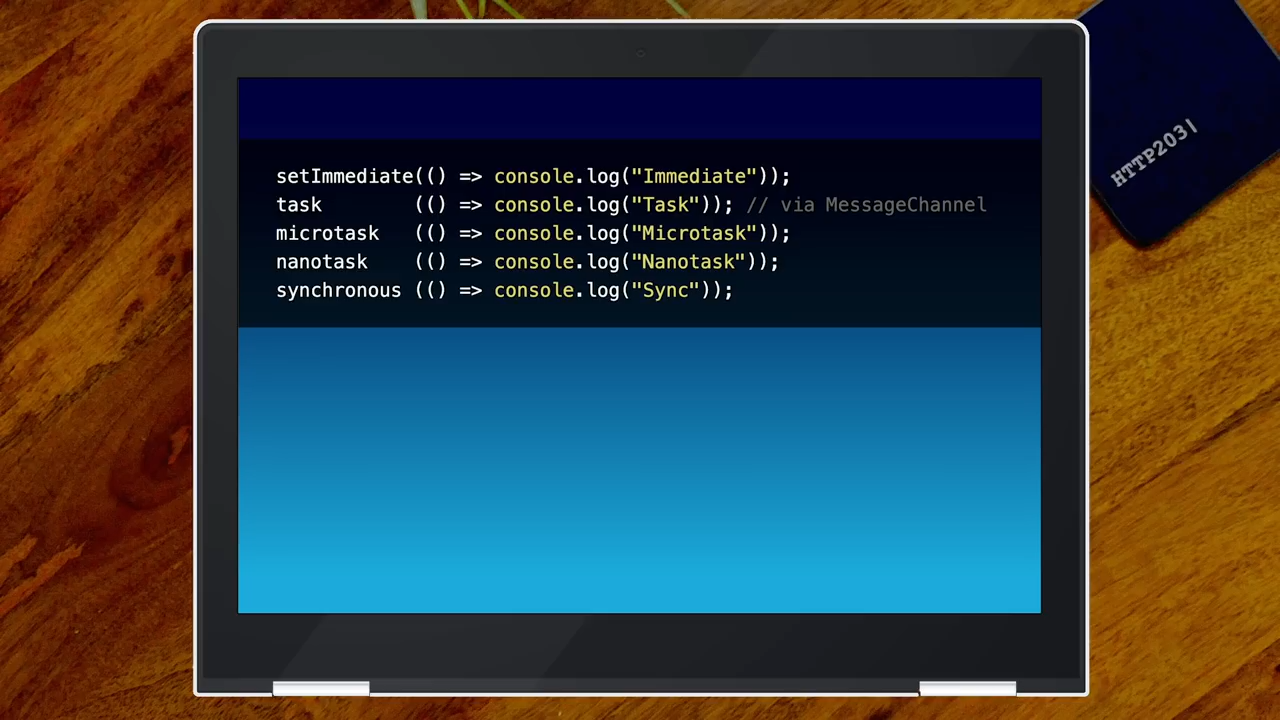 setImmediate(() => console.log("Immediate"));
task        (() => console.log("Task")); // via MessageChannel
microtask   (() => console.log("Microtask"));
nanotask    (() => console.log("Nanotask"));
synchronous (() => console.log("Sync"));
HTTP203|